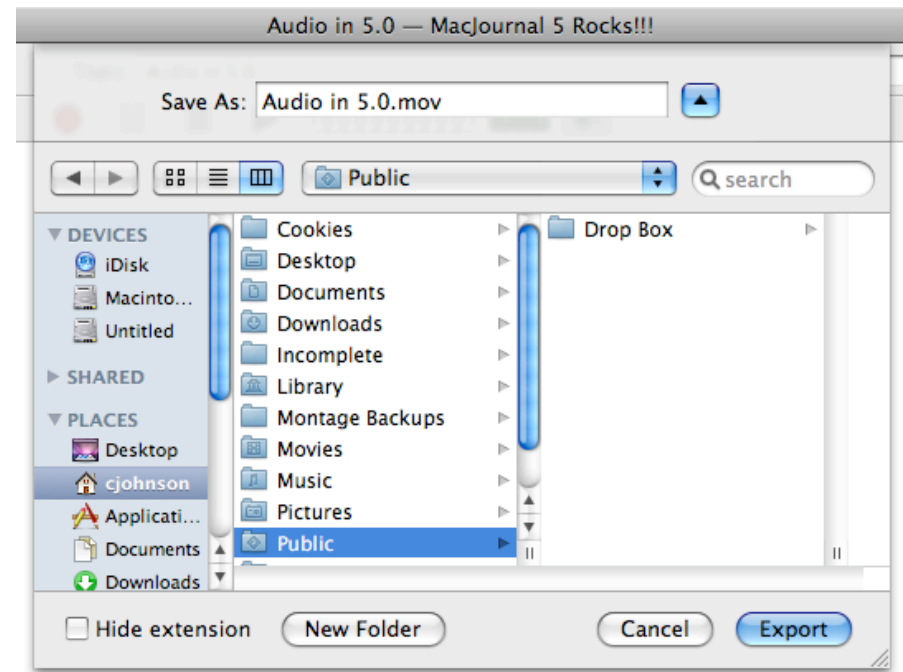 Audio in 5.0 — MacJournal 5 Rocks!!!
Save As: Audio in 5.0.mov
Public
search
DEVICES
iDisk
Macinto...
Untitled
SHARED
PLACES
Desktop
cjohnson
Applicati...
Documents
Downloads
Cookies
Desktop
Documents
Downloads
Incomplete
Library
Montage Backups
Movies
Music
Pictures
Public
Drop Box
Hide extension
New Folder
Cancel
Export